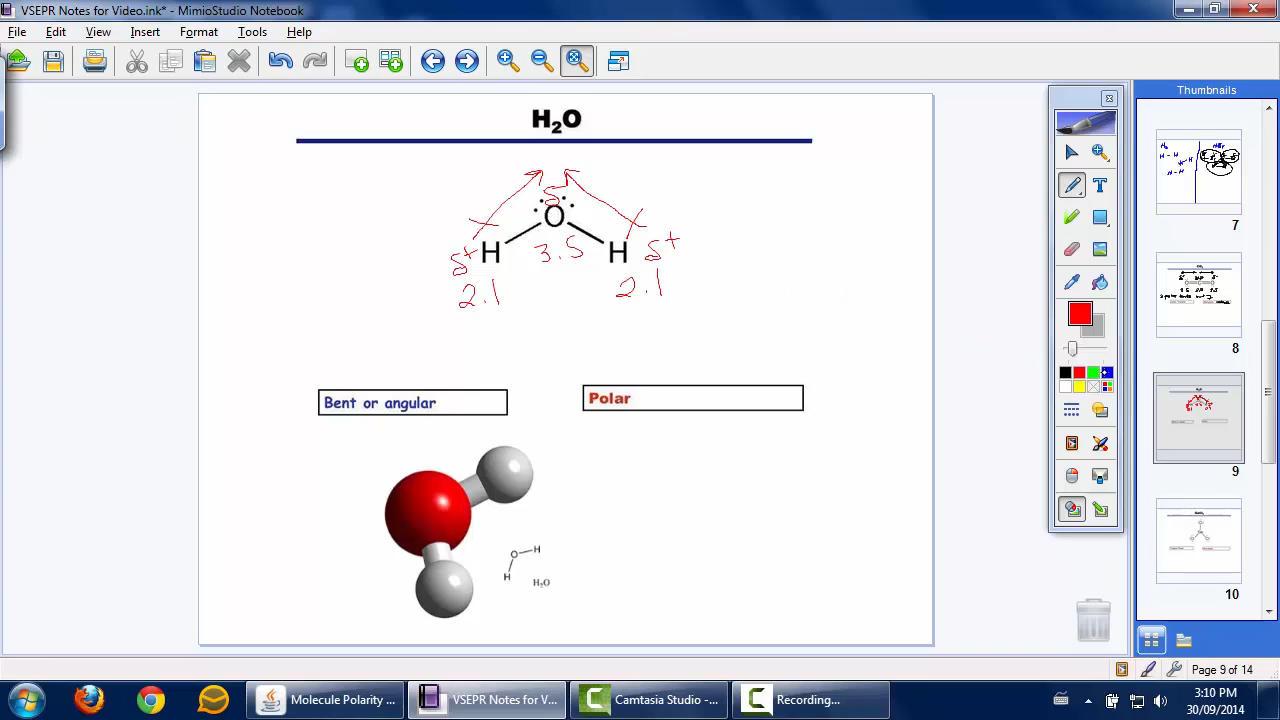 VSEPR Notes for Video.ink* - MimioStudio Notebook
File Edit View Insert Format Tools Help
Thumbnails
H₂O
δ⁻
O
H H
δ+ 3.5 δ+
2.1 2.1
Bent or angular
Polar
O H
H
H₂O
7
8
9
10
Page 9 of 14
Molecule Polarity ...
VSEPR Notes for V...
Camtasia Studio -...
Recording...
3:10 PM
30/09/2014